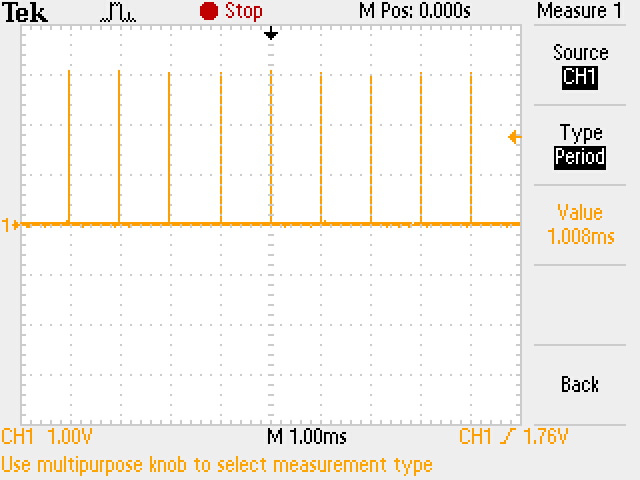 Tek Stop M Pos: 0.000s Measure 1
Source
CH1
Type
Period
Value
1.008ms
1
Back
CH1 1.00V M 1.00ms CH1 1.76V
Use multipurpose knob to select measurement type